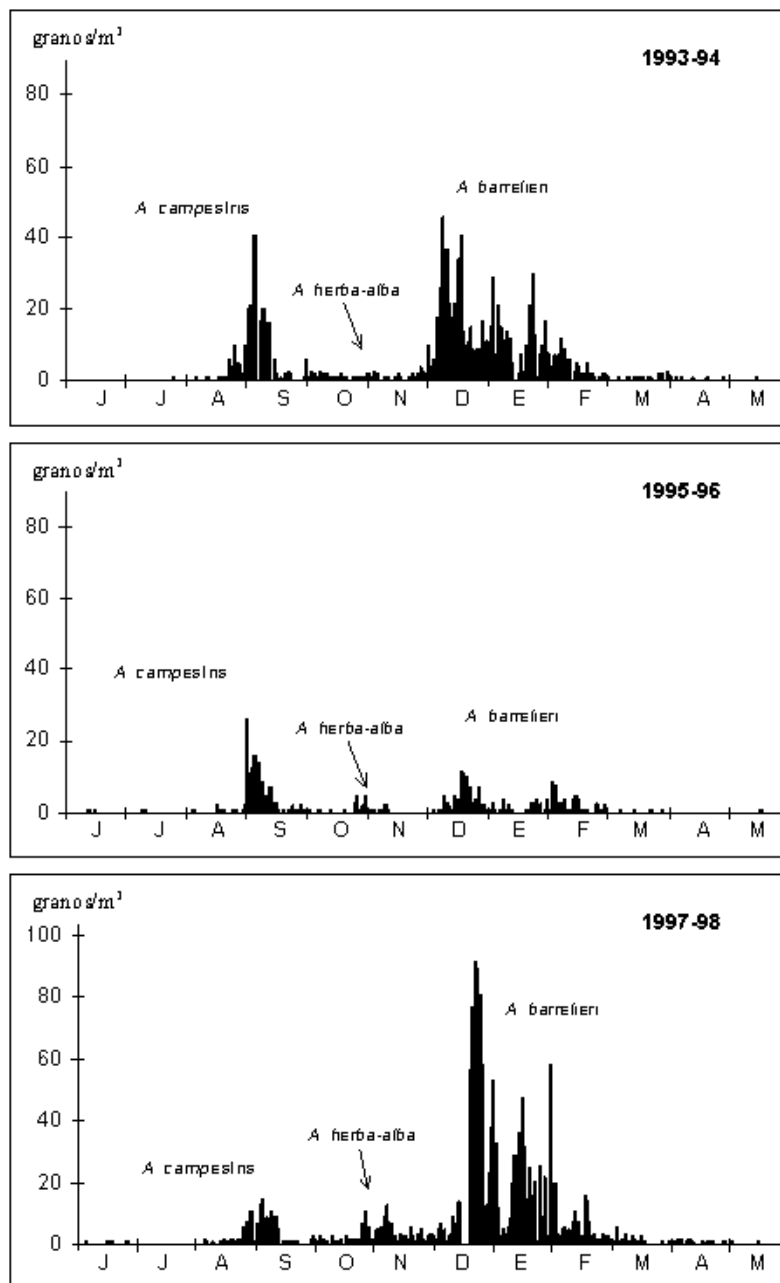 granos/m³
1993-94
80
A barrelieri
60
A campestris
40
A herba-alba
20
0
J J A S O N D E F M A M
granos/m³
1995-96
80
60
A campestris
40
A barrelieri
A herba-alba
20
0
J J A S O N D E F M A M
granos/m³
1997-98
100
80
A barrelieri
60
40
A herba-alba
A campestris
20
0
J J A S O N D E F M A M